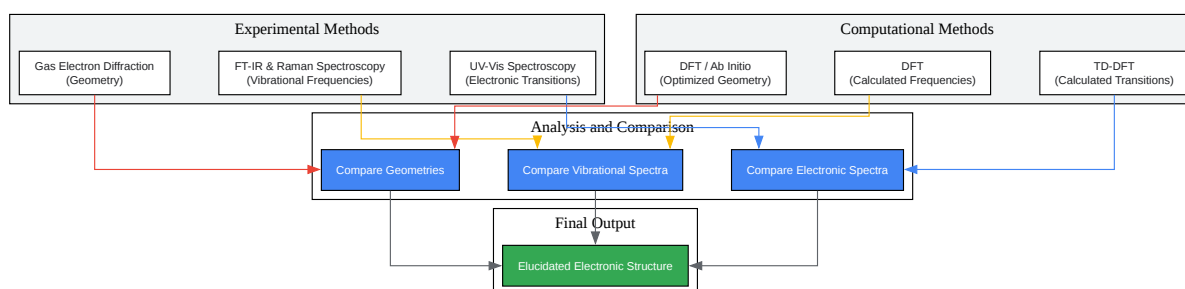 Experimental Methods
Computational Methods
Gas Electron Diffraction
(Geometry)
FT-IR & Raman Spectroscopy
(Vibrational Frequencies)
UV-Vis Spectroscopy
(Electronic Transitions)
DFT / Ab Initio
(Optimized Geometry)
DFT
(Calculated Frequencies)
TD-DFT
(Calculated Transitions)
Analysis and Comparison
Compare Geometries
Compare Vibrational Spectra
Compare Electronic Spectra
Final Output
Elucidated Electronic Structure